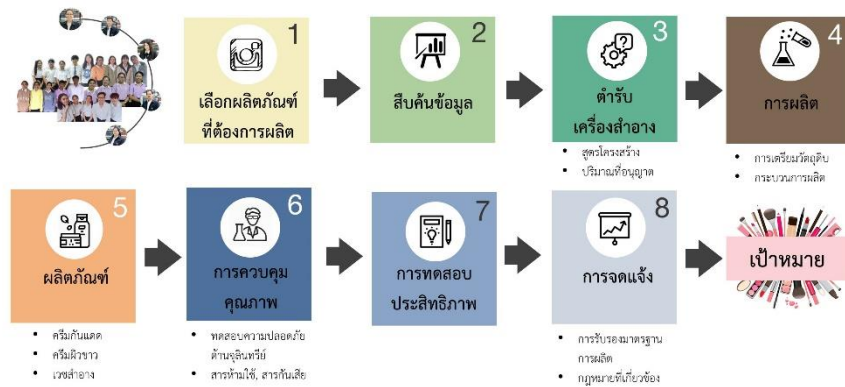 1
เลือกผลิตภัณฑ์
ที่ต้องการผลิต
2
สืบค้นข้อมูล
3
ตำรับ
เครื่องสำอาง
• สูตรโครงสร้าง
• ปริมาณที่อนุญาต
4
การผลิต
• การเตรียมวัตถุดิบ
• กระบวนการผลิต
5
ผลิตภัณฑ์
• ครีมกันแดด
• ครีมผิวขาว
• เวชสำอาง
6
การควบคุม
คุณภาพ
• ทดสอบความปลอดภัย
ด้านจุลินทรีย์
• สารห้ามใช้, สารกันเสีย
7
การทดสอบ
ประสิทธิภาพ
8
การจดแจ้ง
• การรับรองมาตรฐาน
การผลิต
• กฎหมายที่เกี่ยวข้อง
เป้าหมาย